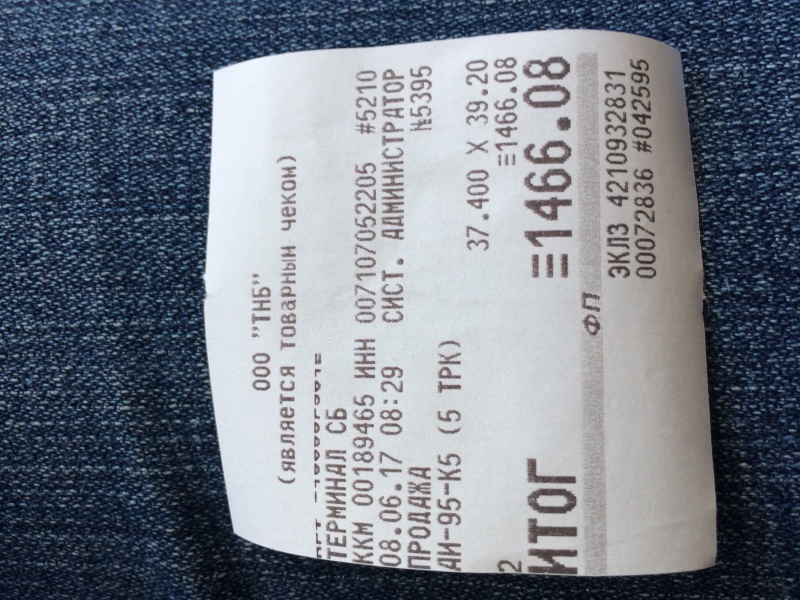 ООО "ТНБ"
(является товарным чеком)
ТЕРМИНАЛ СБ
ККМ 00189465 ИНН 007107052205 #5210
08.06.17 08:29 СИСТ. АДМИНИСТРАТОР
ПРОДАЖА №5395
АИ-95-К5 (5 ТРК)
37.400 X 39.20
2 ≡1466.08
ИТОГ ≡1466.08
ФП
ЭКЛЗ 4210932831
00072836 #042595